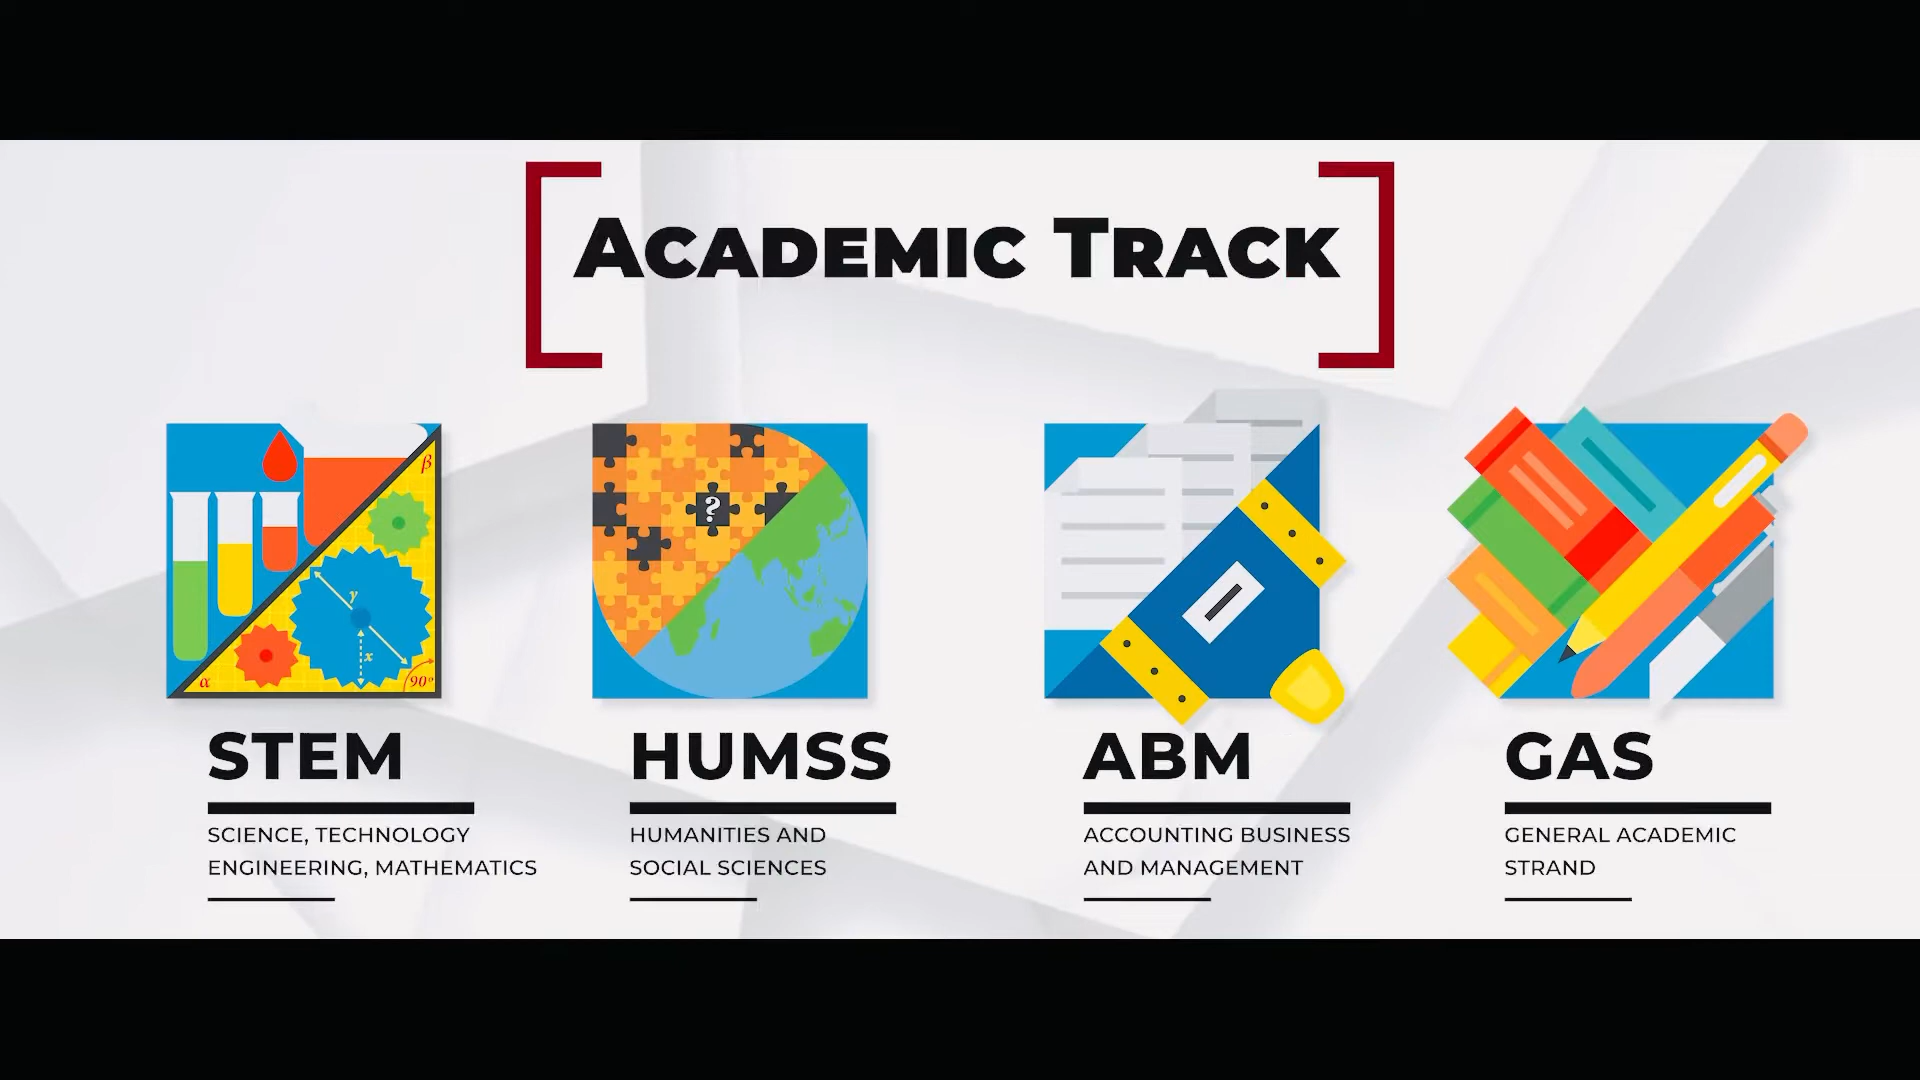 ACADEMIC TRACK
β
y
x
α
90°
?
STEM
SCIENCE, TECHNOLOGY
ENGINEERING, MATHEMATICS
HUMSS
HUMANITIES AND
SOCIAL SCIENCES
ABM
ACCOUNTING BUSINESS
AND MANAGEMENT
GAS
GENERAL ACADEMIC
STRAND